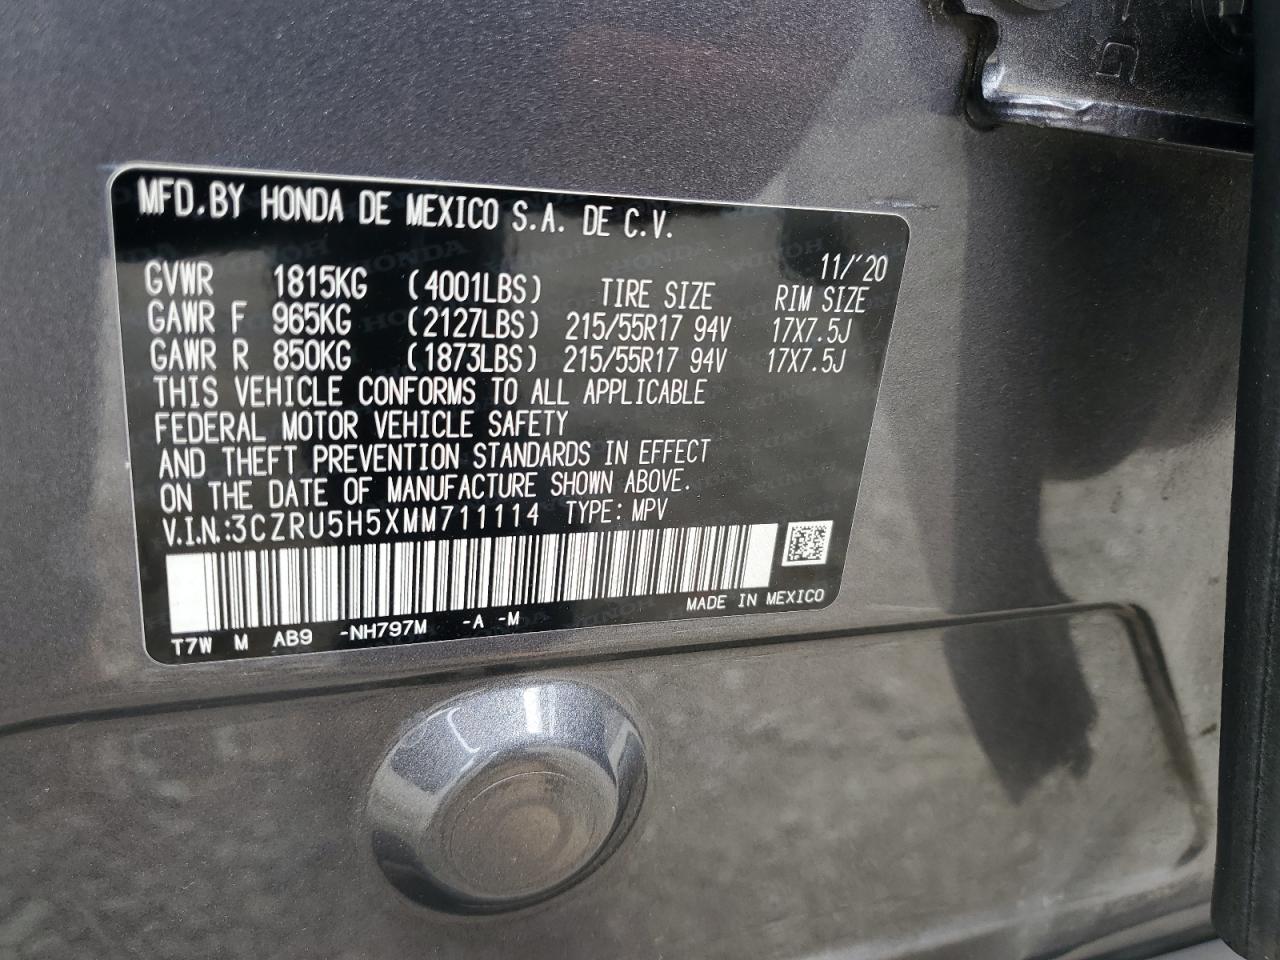 MFD.BY HONDA DE MEXICO S.A. DE C.V.
11/'20
GVWR 1815KG (4001LBS) TIRE SIZE RIM SIZE
GAWR F 965KG (2127LBS) 215/55R17 94V 17X7.5J
GAWR R 850KG (1873LBS) 215/55R17 94V 17X7.5J
THIS VEHICLE CONFORMS TO ALL APPLICABLE
FEDERAL MOTOR VEHICLE SAFETY
AND THEFT PREVENTION STANDARDS IN EFFECT
ON THE DATE OF MANUFACTURE SHOWN ABOVE.
V.I.N.:3CZRU5H5XMM711114 TYPE: MPV
MADE IN MEXICO
T7W M AB9 -NH797M -A -M